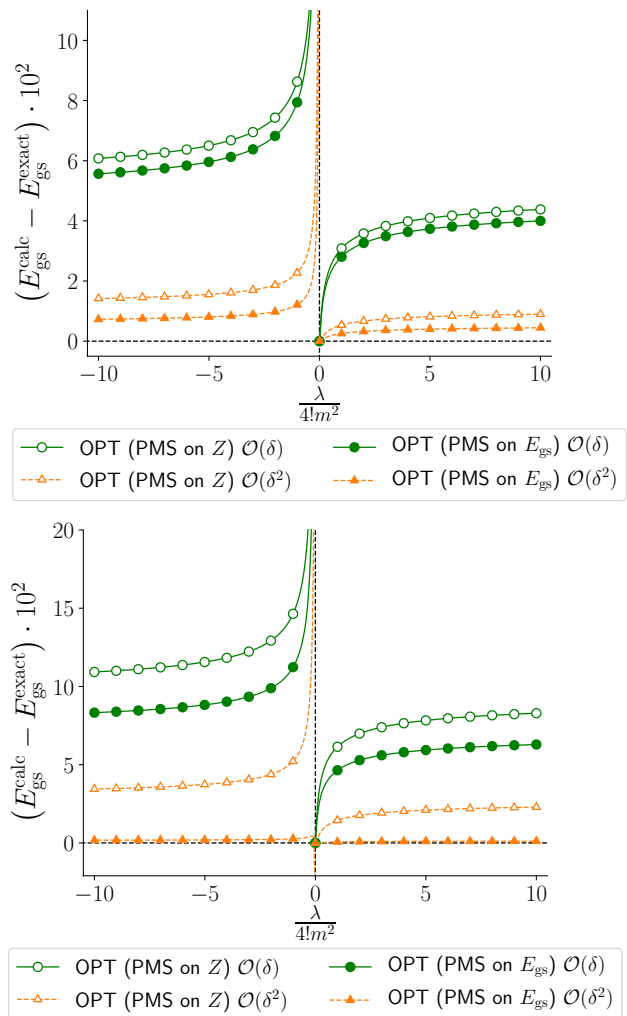 10
8
6
4
2
0
(E_gs^calc − E_gs^exact) · 10^2
−10 −5 0 5 10
λ
4!m^2
OPT (PMS on Z) O(δ)
OPT (PMS on E_gs) O(δ)
OPT (PMS on Z) O(δ^2)
OPT (PMS on E_gs) O(δ^2)
20
15
10
5
0
(E_gs^calc − E_gs^exact) · 10^2
−10 −5 0 5 10
λ
4!m^2
OPT (PMS on Z) O(δ)
OPT (PMS on E_gs) O(δ)
OPT (PMS on Z) O(δ^2)
OPT (PMS on E_gs) O(δ^2)